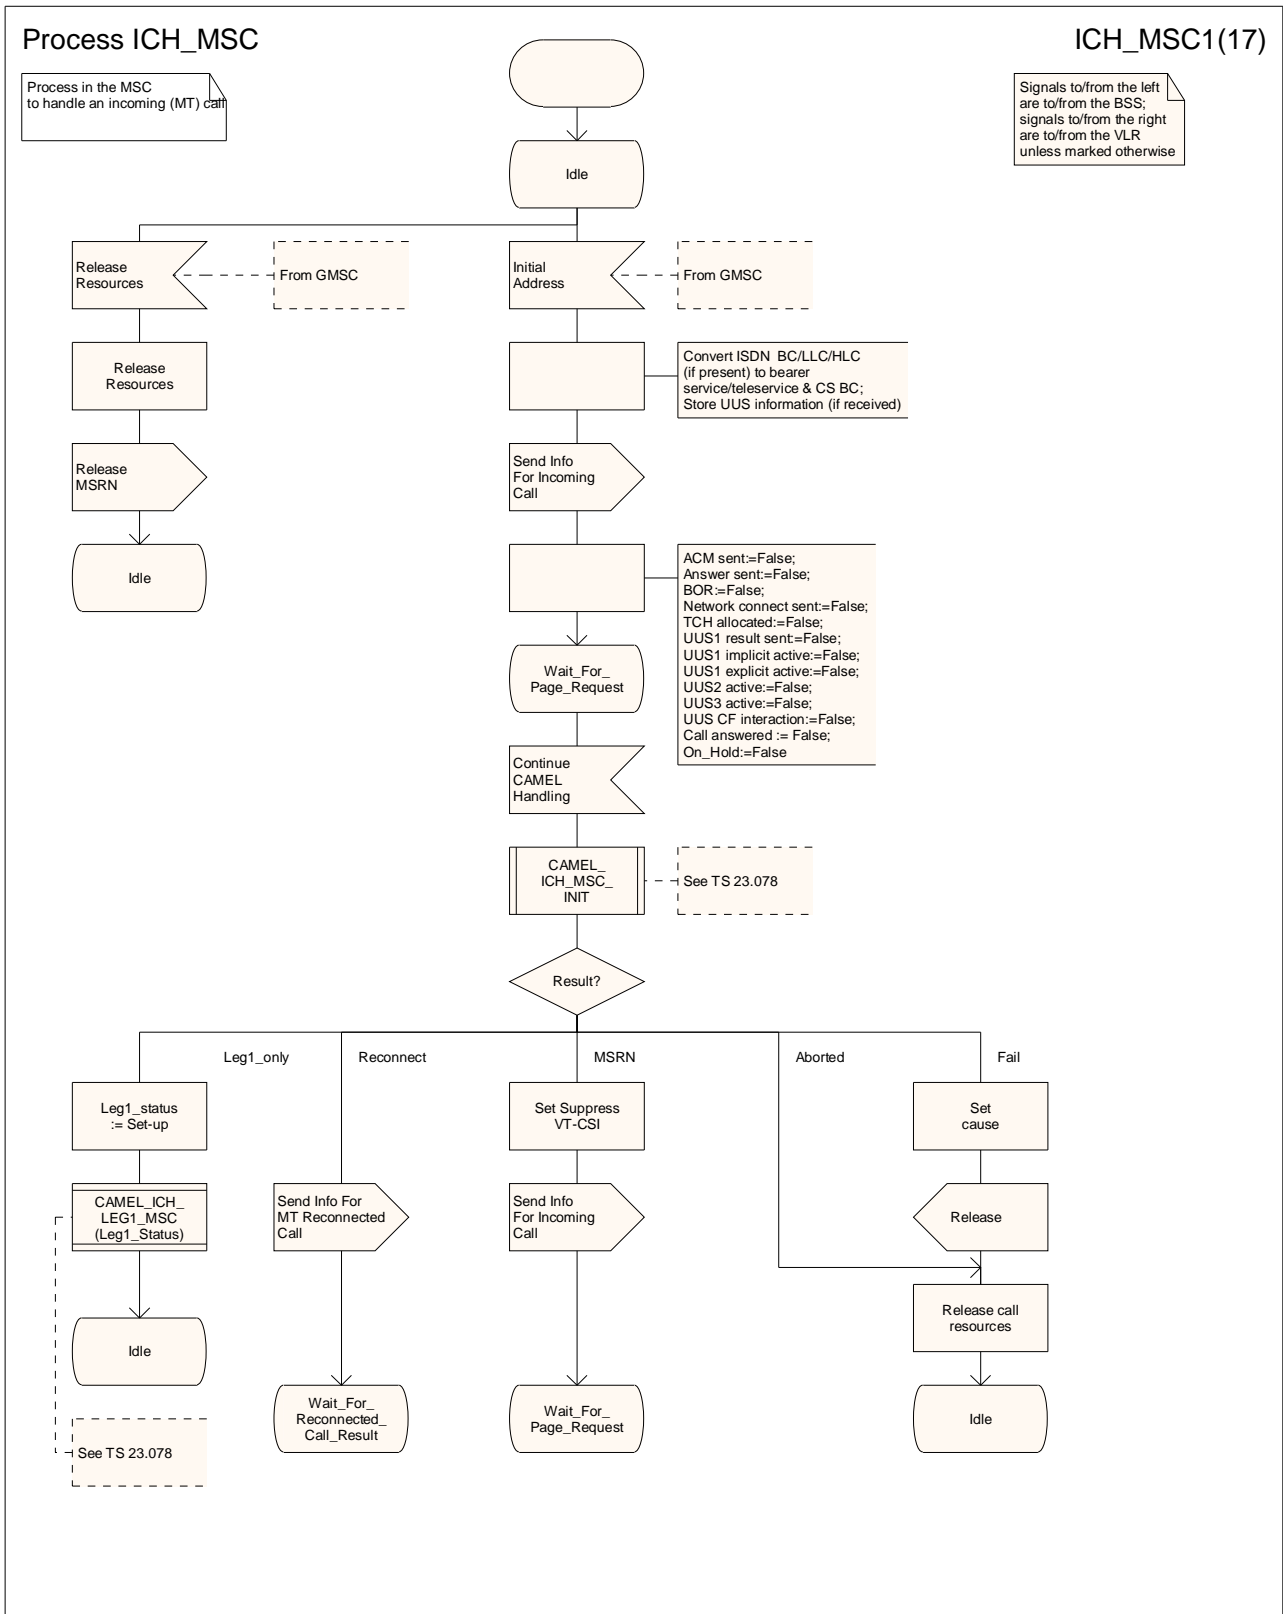 Process ICH_MSC
ICH_MSC1(17)
Process in the MSC
to handle an incoming (MT) call
Signals to/from the left
are to/from the BSS;
signals to/from the right
are to/from the VLR
unless marked otherwise
Idle
Release
Resources
From GMSC
Initial
Address
From GMSC
Release
Resources
Convert ISDN BC/LLC/HLC
(if present) to bearer
service/teleservice & CS BC;
Store UUS information (if received)
Release
MSRN
Send Info
For Incoming
Call
Idle
ACM sent:=False;
Answer sent:=False;
BOR:=False;
Network connect sent:=False;
TCH allocated:=False;
UUS1 result sent:=False;
UUS1 implicit active:=False;
UUS1 explicit active:=False;
UUS2 active:=False;
UUS3 active:=False;
UUS CF interaction:=False;
Call answered := False;
On_Hold:=False
Wait_For_
Page_Request
Continue
CAMEL
Handling
CAMEL_
ICH_MSC_
INIT
See TS 23.078
Result?
Leg1_only
Reconnect
MSRN
Aborted
Fail
Leg1_status
:= Set-up
Set Suppress
VT-CSI
Set
cause
CAMEL_ICH_
LEG1_MSC
(Leg1_Status)
Send Info For
MT Reconnected
Call
Send Info
For Incoming
Call
Release
Release call
resources
Idle
Wait_For_
Reconnected_
Call_Result
Wait_For_
Page_Request
Idle
See TS 23.078